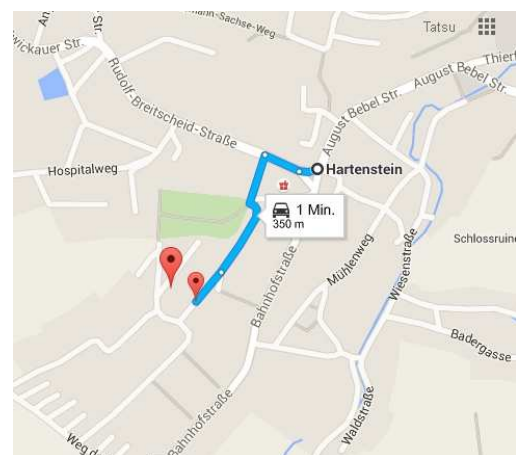 Tatsu
Zwickauer Str.
Rudolf-Breitscheid-Straße
August Bebel Str.
August Bebel Str.
Hospitalweg
Hartenstein
1 Min.
350 m
Mühlenweg
Wiesenstraße
Schlossruine
Bahnhofstraße
Badergasse
Bahnhofstraße
Waldstraße